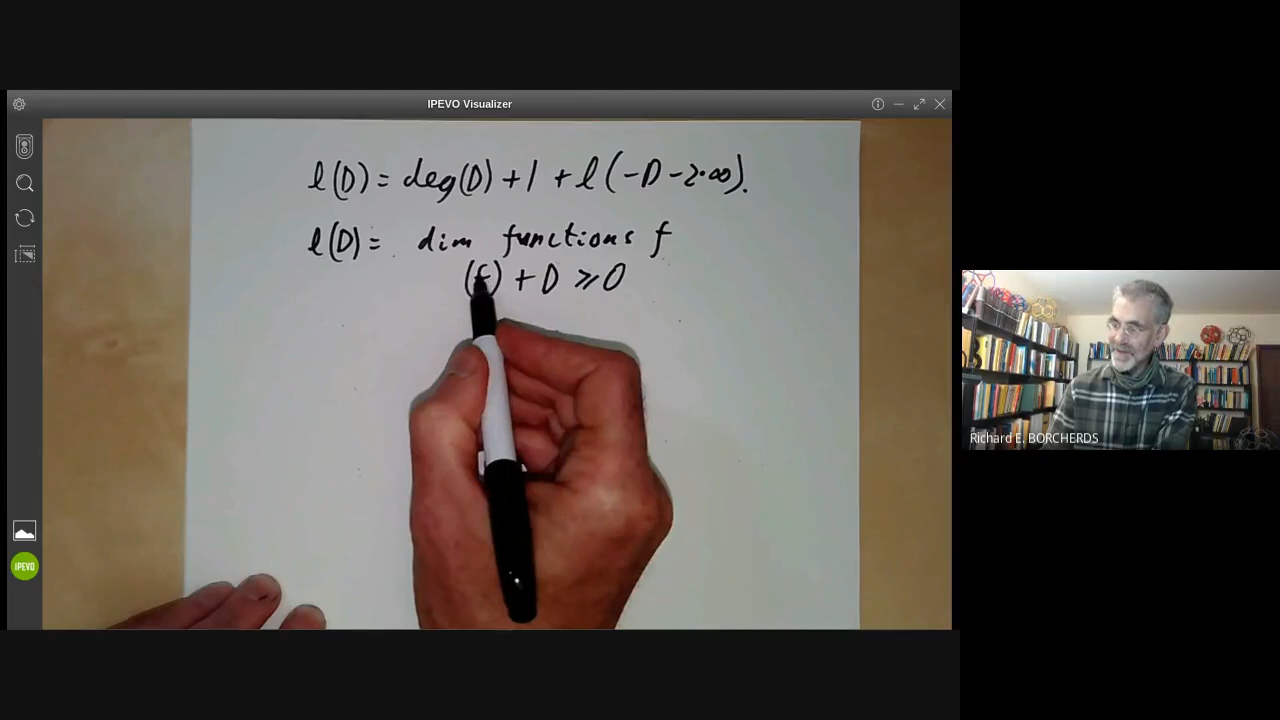 IPEVO Visualizer
l(D) = deg(D) + 1 + l(-D - 2·∞).
l(D) = dim functions f
(f) + D ≥ 0
IPEVO
Richard E. BORCHERDS